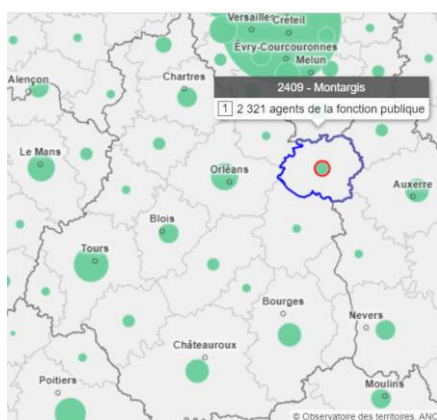 Versailles
Créteil
Évry-Courcouronnes
Melun
Alençon
Chartres
2409 - Montargis
1 2 321 agents de la fonction publique
Le Mans
Orléans
Auxerre
Blois
Tours
Bourges
Nevers
Châteauroux
Poitiers
Moulins
© Observatoire des territoires, ANC